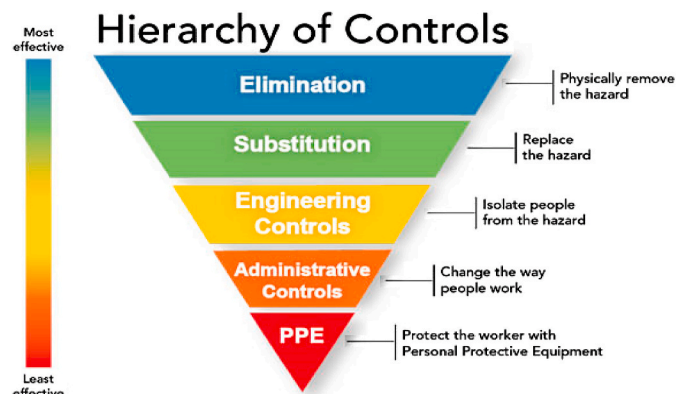 Hierarchy of Controls
Most
effective
Elimination
Physically remove
the hazard
Substitution
Replace
the hazard
Engineering
Controls
Isolate people
from the hazard
Administrative
Controls
Change the way
people work
PPE
Protect the worker with
Personal Protective Equipment
Least
effective